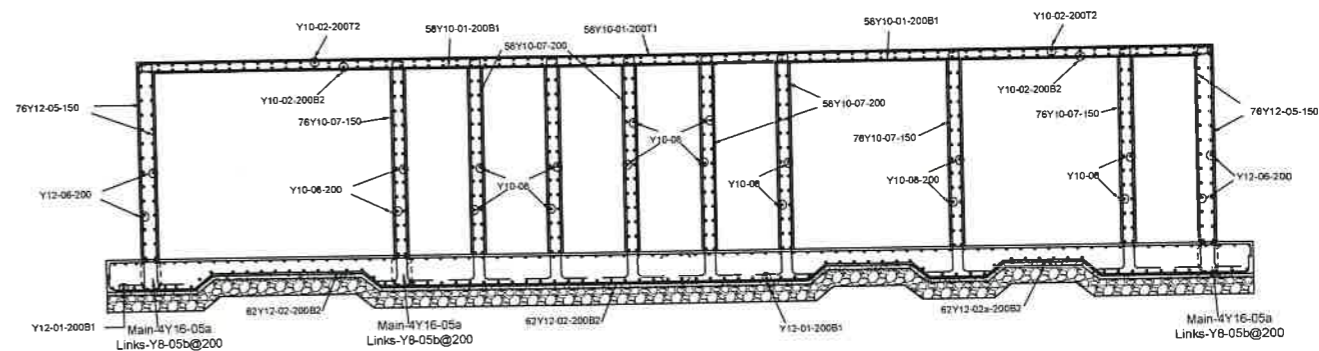 Y10-02-200T2
58Y10-01-200B1
58Y10-07-200
58Y10-01-200T1
58Y10-01-200B1
Y10-02-200T2
76Y12-05-150
Y10-02-200B2
76Y10-07-150
58Y10-07-200
Y10-08
76Y10-07-150
Y10-02-200B2
76Y10-07-150
76Y12-05-150
Y12-06-200
Y10-08-200
Y10-08
Y10-08
Y10-08-200
Y10-08
Y12-06-200
Y12-01-200B1
Main-4Y16-05a
Links-Y8-05b@200
62Y12-02-200B2
Main-4Y16-05a
Links-Y8-05b@200
62Y12-02-200B2
Y12-01-200B1
62Y12-02a-200B2
Main-4Y16-05a
Links-Y8-05b@200